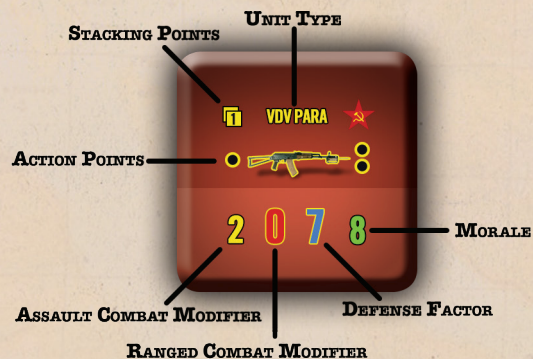 Unit Type
Stacking Points
1 VDV PARA
Action Points
2 0 7 8
Morale
Assault Combat Modifier
Defense Factor
Ranged Combat Modifier